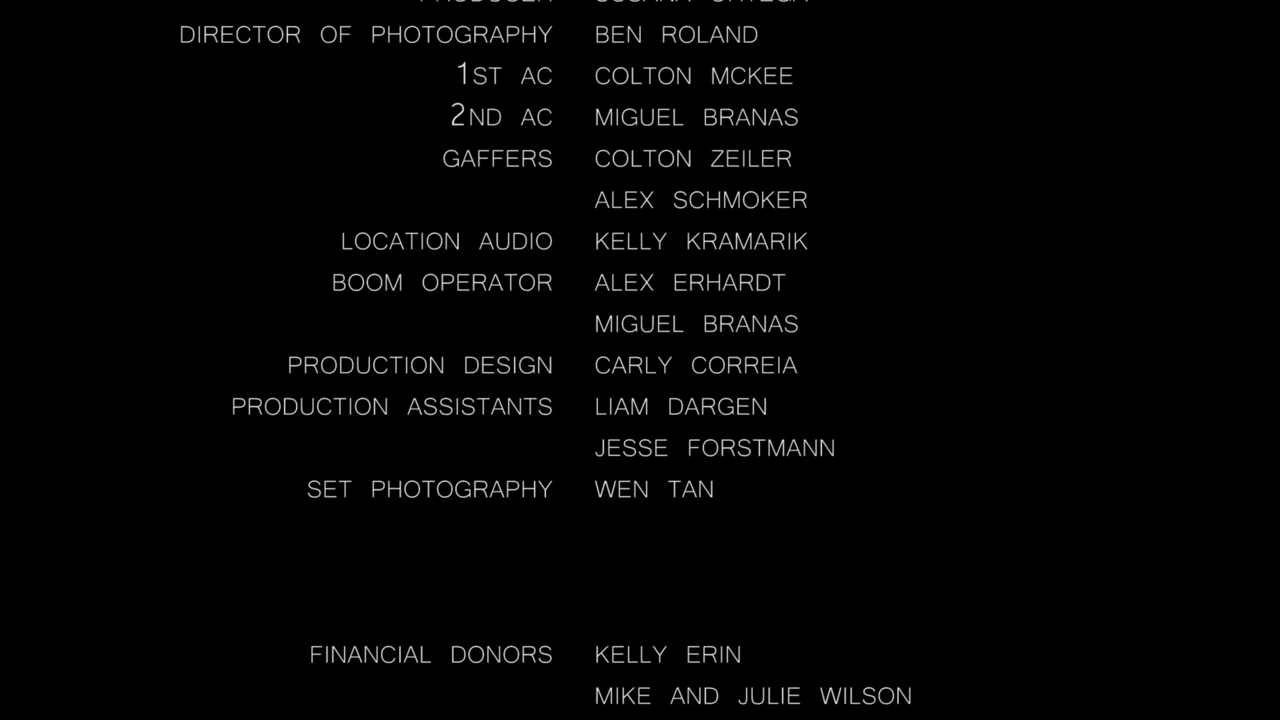 DIRECTOR OF PHOTOGRAPHY BEN ROLAND
1ST AC COLTON MCKEE
2ND AC MIGUEL BRANAS
GAFFERS COLTON ZEILER
ALEX SCHMOKER
LOCATION AUDIO KELLY KRAMARIK
BOOM OPERATOR ALEX ERHARDT
MIGUEL BRANAS
PRODUCTION DESIGN CARLY CORREIA
PRODUCTION ASSISTANTS LIAM DARGEN
JESSE FORSTMANN
SET PHOTOGRAPHY WEN TAN
FINANCIAL DONORS KELLY ERIN
MIKE AND JULIE WILSON